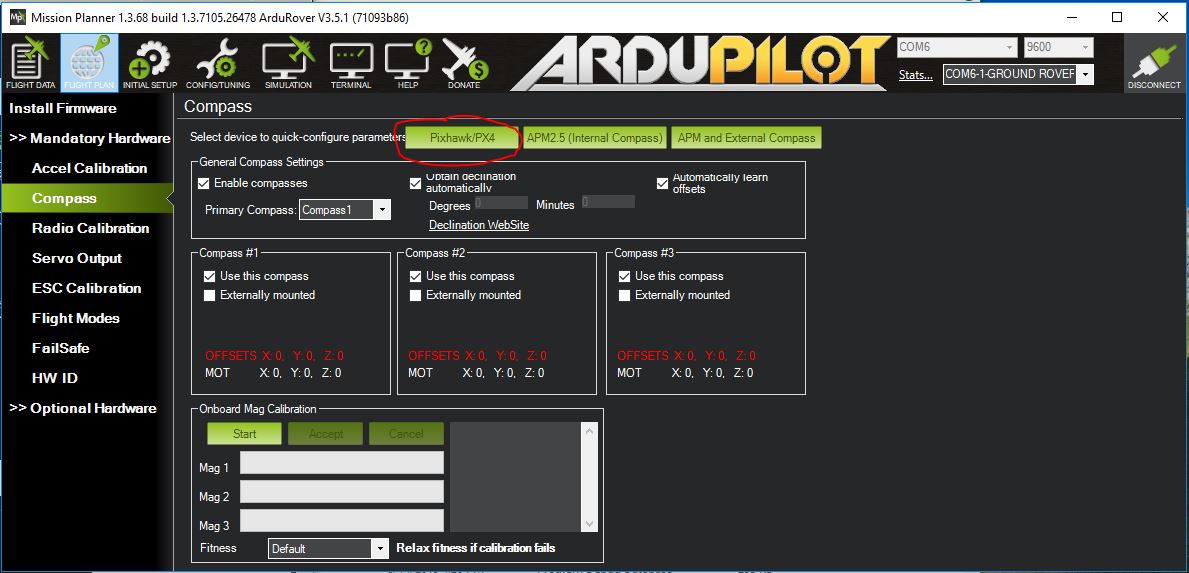 Mission Planner 1.3.68 build 1.3.7105.26478 ArduRover V3.5.1 (71093b86)
ARDUPILOT
COM6 9600
Stats... COM6-1-GROUND ROVER
FLIGHT DATA FLIGHT PLAN INITIAL SETUP CONFIG/TUNING SIMULATION TERMINAL HELP DONATE DISCONNECT
Install Firmware
>> Mandatory Hardware
Accel Calibration
Compass
Radio Calibration
Servo Output
ESC Calibration
Flight Modes
FailSafe
HW ID
>> Optional Hardware
Compass
Select device to quick-configure parameters Pixhawk/PX4 APM2.5 (Internal Compass) APM and External Compass
General Compass Settings
Enable compasses
Primary Compass: Compass1
Obtain declination
automatically
Degrees 0 Minutes 0
Declination WebSite
Automatically learn
offsets
Compass #1
Use this compass
Externally mounted
OFFSETS X: 0, Y: 0, Z: 0
MOT X: 0, Y: 0, Z: 0
Compass #2
Use this compass
Externally mounted
OFFSETS X: 0, Y: 0, Z: 0
MOT X: 0, Y: 0, Z: 0
Compass #3
Use this compass
Externally mounted
OFFSETS X: 0, Y: 0, Z: 0
MOT X: 0, Y: 0, Z: 0
Onboard Mag Calibration
Start Accept Cancel
Mag 1
Mag 2
Mag 3
Fitness Default Relax fitness if calibration fails